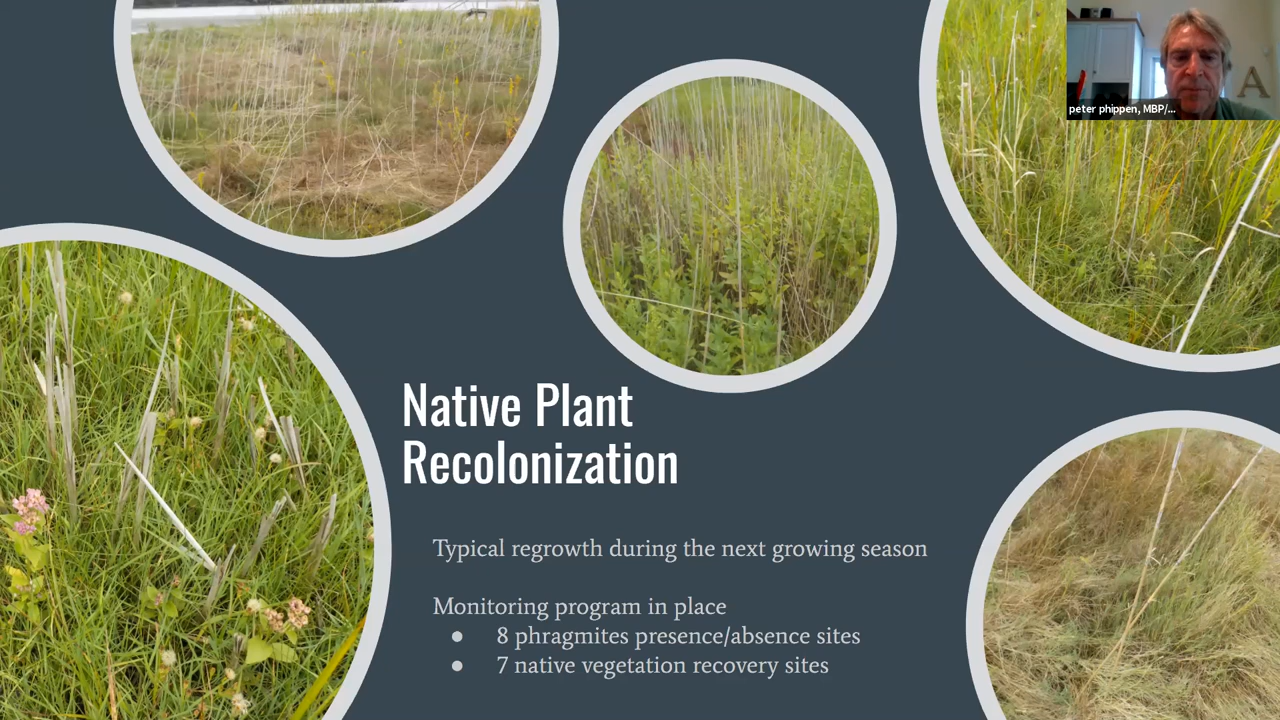 peter phippen, MBP/...
A
Native Plant
Recolonization
Typical regrowth during the next growing season
Monitoring program in place
● 8 phragmites presence/absence sites
● 7 native vegetation recovery sites